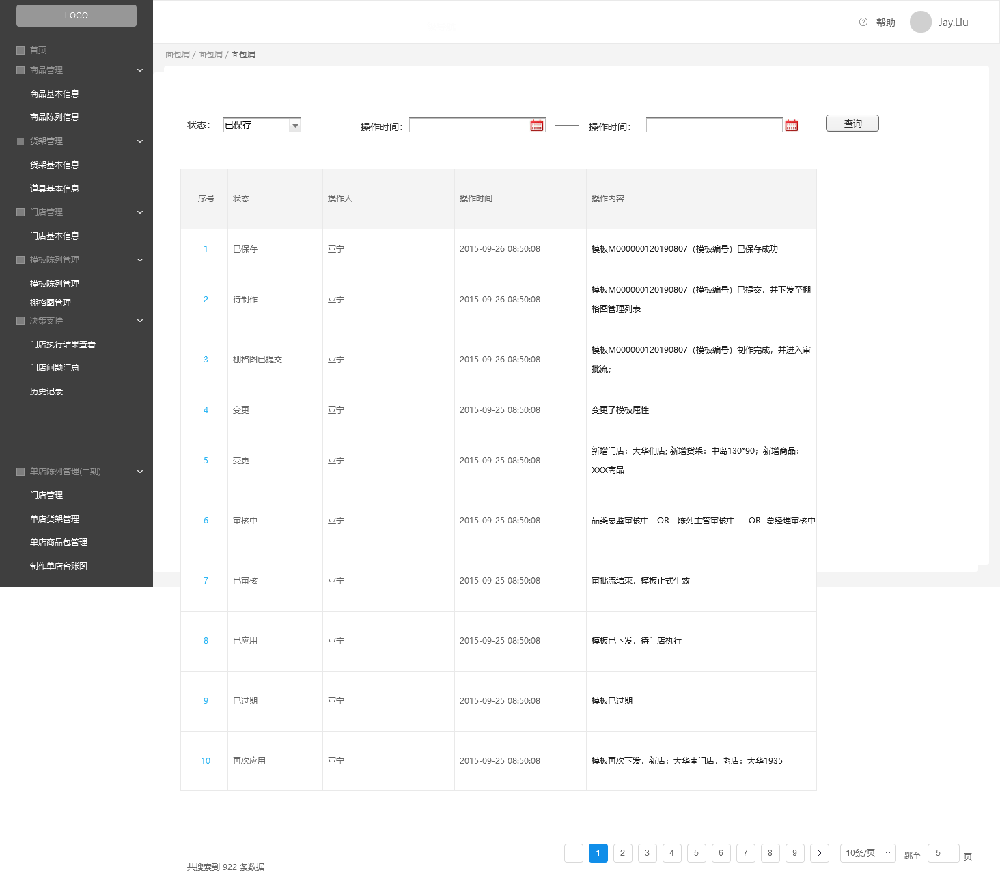 LOGO
首页
商品管理
商品基本信息
商品陈列信息
货架管理
货架基本信息
道具基本信息
门店管理
门店基本信息
模板陈列管理
模板陈列管理
棚格图管理
决策支持
门店执行结果查看
门店问题汇总
历史记录
单店陈列管理(二期)
门店管理
单店货架管理
单店商品包管理
制作单店台账图
帮助 Jay.Liu
面包屑 / 面包屑 / 面包屑
状态： 已保存 操作时间： 操作时间： 查询
序号 状态 操作人 操作时间 操作内容
1 已保存 亚宁 2015-09-26 08:50:08 模板M000000120190807（模板编号）已保存成功
2 待制作 亚宁 2015-09-26 08:50:08 模板M000000120190807（模板编号）已提交，并下发至棚
格图管理列表
3 棚格图已提交 亚宁 2015-09-26 08:50:08 模板M000000120190807（模板编号）制作完成，并进入审
批流；
4 变更 亚宁 2015-09-25 08:50:08 变更了模板属性
5 变更 亚宁 2015-09-25 08:50:08 新增门店：大华们店; 新增货架：中岛130*90；新增商品：
XXX商品
6 审核中 亚宁 2015-09-25 08:50:08 品类总监审核中 OR 陈列主管审核中 OR 总经理审核中
7 已审核 亚宁 2015-09-25 08:50:08 审批流结束，模板正式生效
8 已应用 亚宁 2015-09-25 08:50:08 模板已下发，待门店执行
9 已过期 亚宁 2015-09-25 08:50:08 模板已过期
10 再次应用 亚宁 2015-09-25 08:50:08 模板再次下发，新店：大华南门店，老店：大华1935
1 2 3 4 5 6 7 8 9 10条/页 跳至 5 页
共搜索到 922 条数据